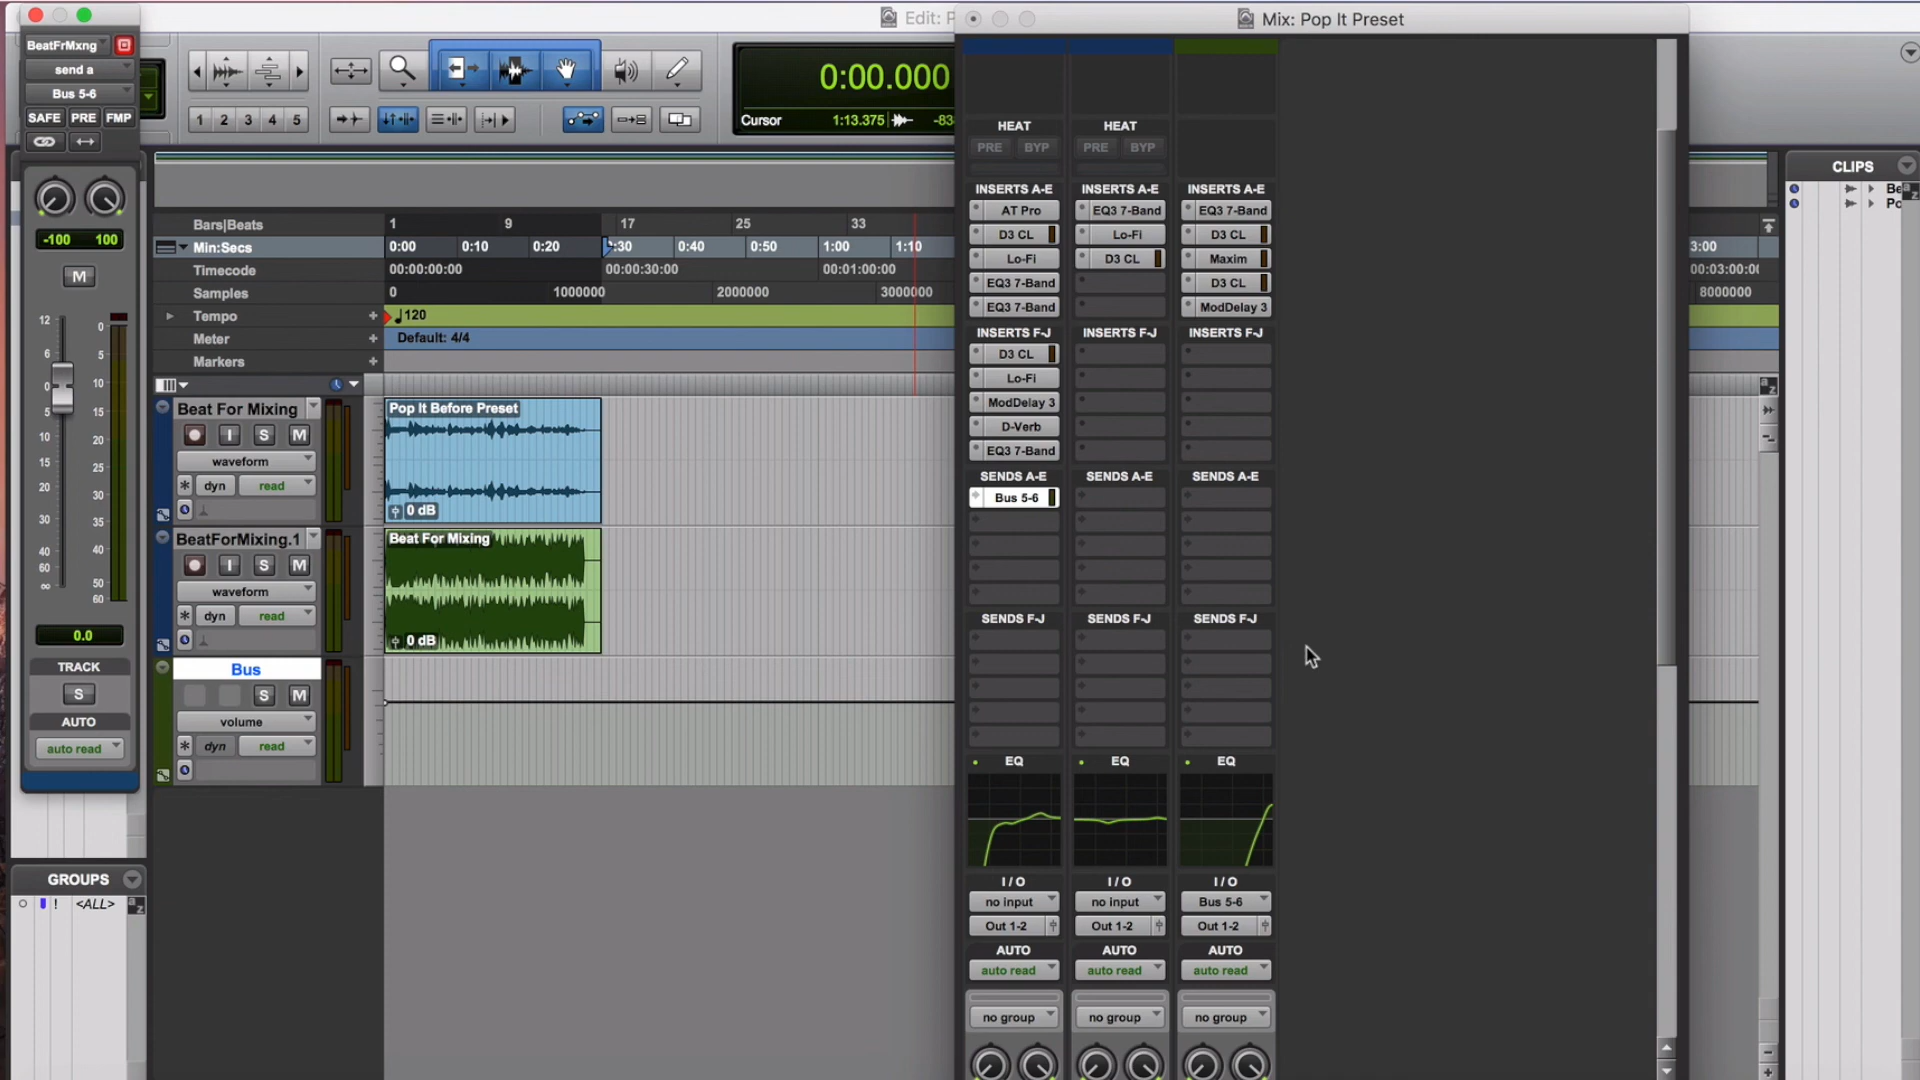 Edit: P
Mix: Pop It Preset
BeatFrMxng
send a
Bus 5-6
SAFE PRE FMP
-100 100
M
12
6
0
5
10
15
20
30
40
60
∞
0
5
10
15
20
25
30
35
40
50
60
0.0
TRACK
S
AUTO
auto read
GROUPS
! <ALL>
a
z
1 2 3 4 5
0:00.000
Cursor 1:13.375 -83
Bars|Beats 1 9 17 25 33
Min:Secs 0:00 0:10 0:20 :30 0:40 0:50 1:00 1:10 3:00
Timecode 00:00:00:00 00:00:30:00 00:01:00:00 00:03:00:0
Samples 0 1000000 2000000 3000000 8000000
Tempo + 120
Meter + Default: 4/4
Markers +
Beat For Mixing
I S M
waveform
* dyn read
Pop It Before Preset
0 dB
BeatForMixing.1
I S M
waveform
* dyn read
Beat For Mixing
0 dB
Bus
S M
volume
* dyn read
HEAT HEAT
PRE BYP PRE BYP
INSERTS A-E INSERTS A-E INSERTS A-E
AT Pro EQ3 7-Band EQ3 7-Band
D3 CL Lo-Fi D3 CL
Lo-Fi D3 CL Maxim
EQ3 7-Band D3 CL
EQ3 7-Band ModDelay 3
INSERTS F-J INSERTS F-J INSERTS F-J
D3 CL
Lo-Fi
ModDelay 3
D-Verb
EQ3 7-Band
SENDS A-E SENDS A-E SENDS A-E
Bus 5-6
SENDS F-J SENDS F-J SENDS F-J
EQ EQ EQ
I / O I / O I / O
no input no input Bus 5-6
Out 1-2 Out 1-2 Out 1-2
AUTO AUTO AUTO
auto read auto read auto read
no group no group no group
CLIPS
Be
Po
a
z
a
z